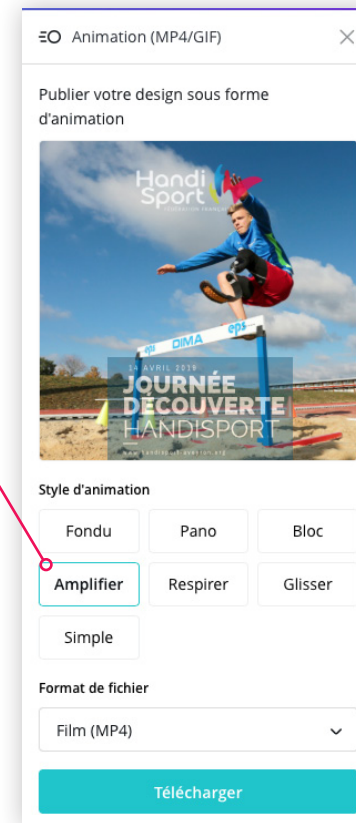 Animation (MP4/GIF)
Publier votre design sous forme
d'animation
Handi
Sport
eps DIMA eps
14 AVRIL 2019
JOURNÉE
DÉCOUVERTE
HANDISPORT
Style d'animation
Fondu Pano Bloc
Amplifier Respirer Glisser
Simple
Format de fichier
Film (MP4)
Télécharger